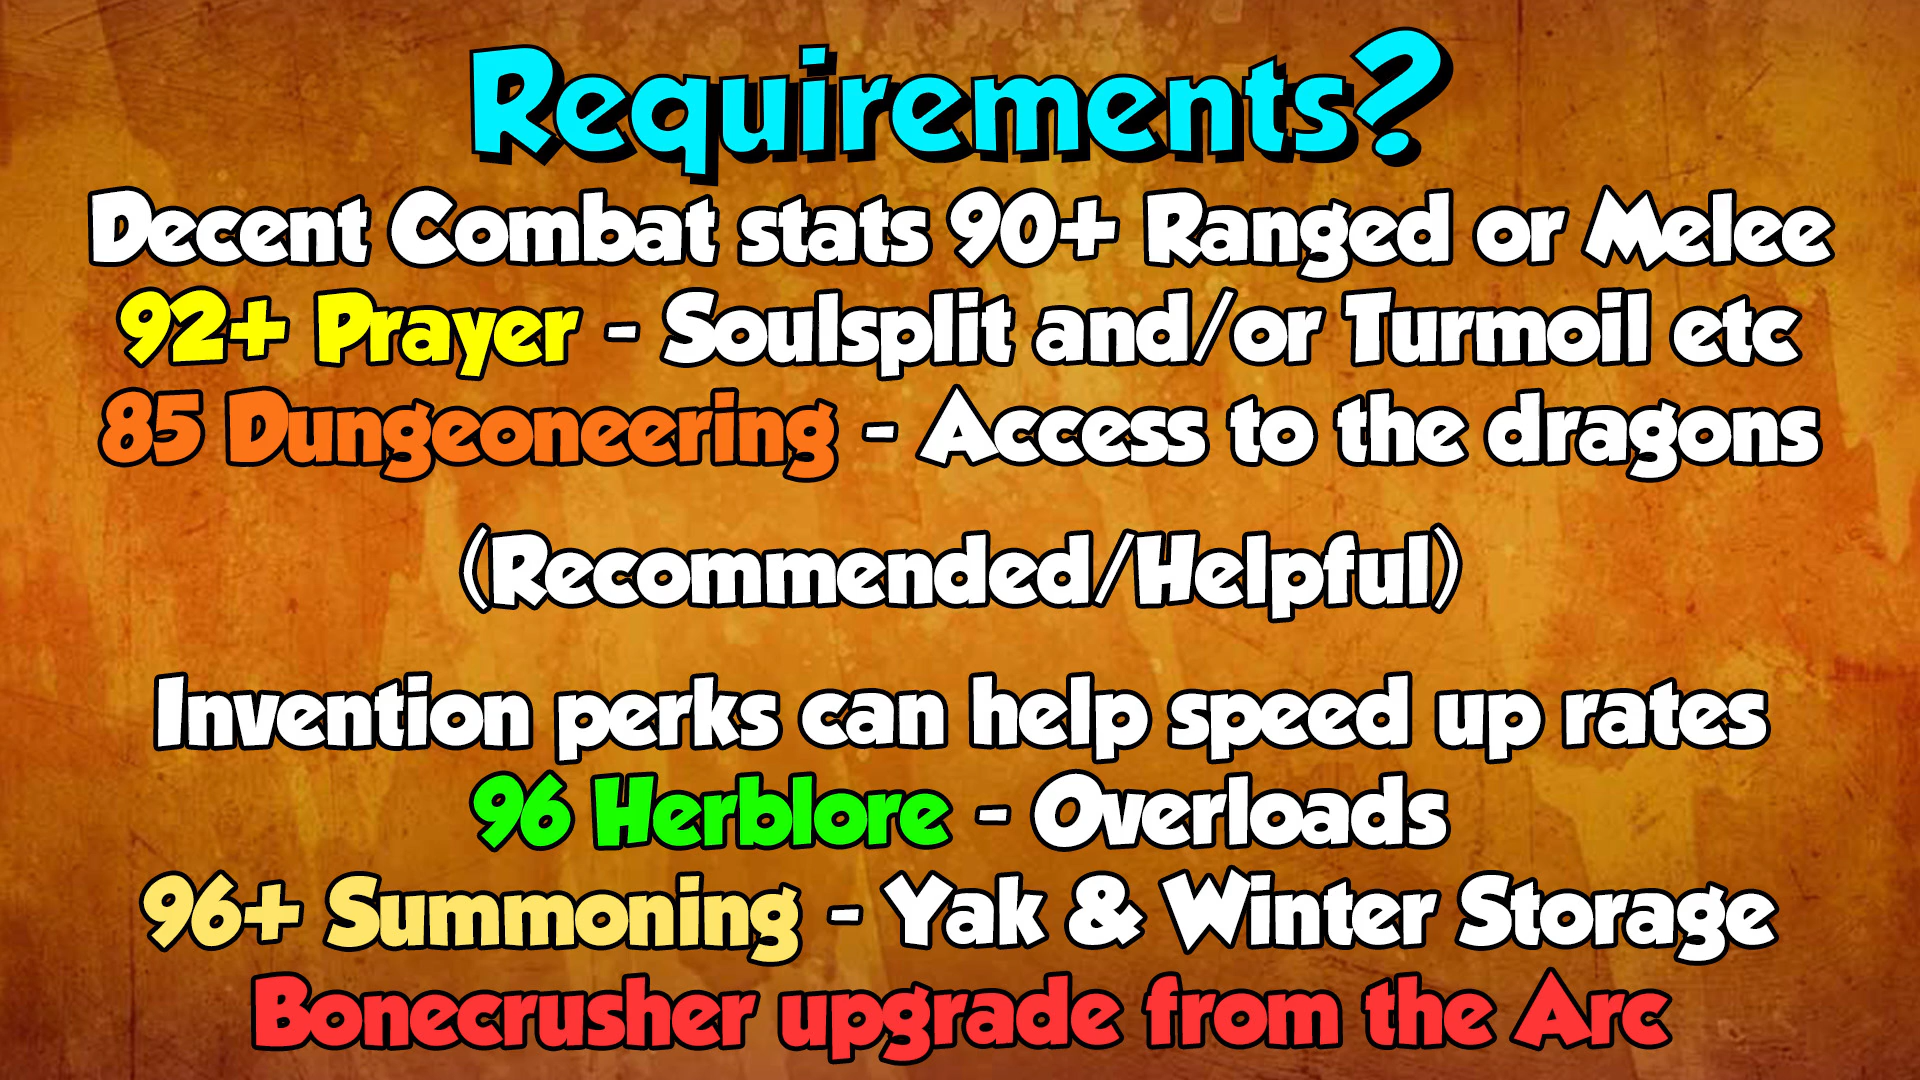 Requirements?
Decent Combat stats 90+ Ranged or Melee
92+ Prayer - Soulsplit and/or Turmoil etc
85 Dungeoneering - Access to the dragons
(Recommended/Helpful)
Invention perks can help speed up rates
96 Herblore - Overloads
96+ Summoning - Yak & Winter Storage
Bonecrusher upgrade from the Arc